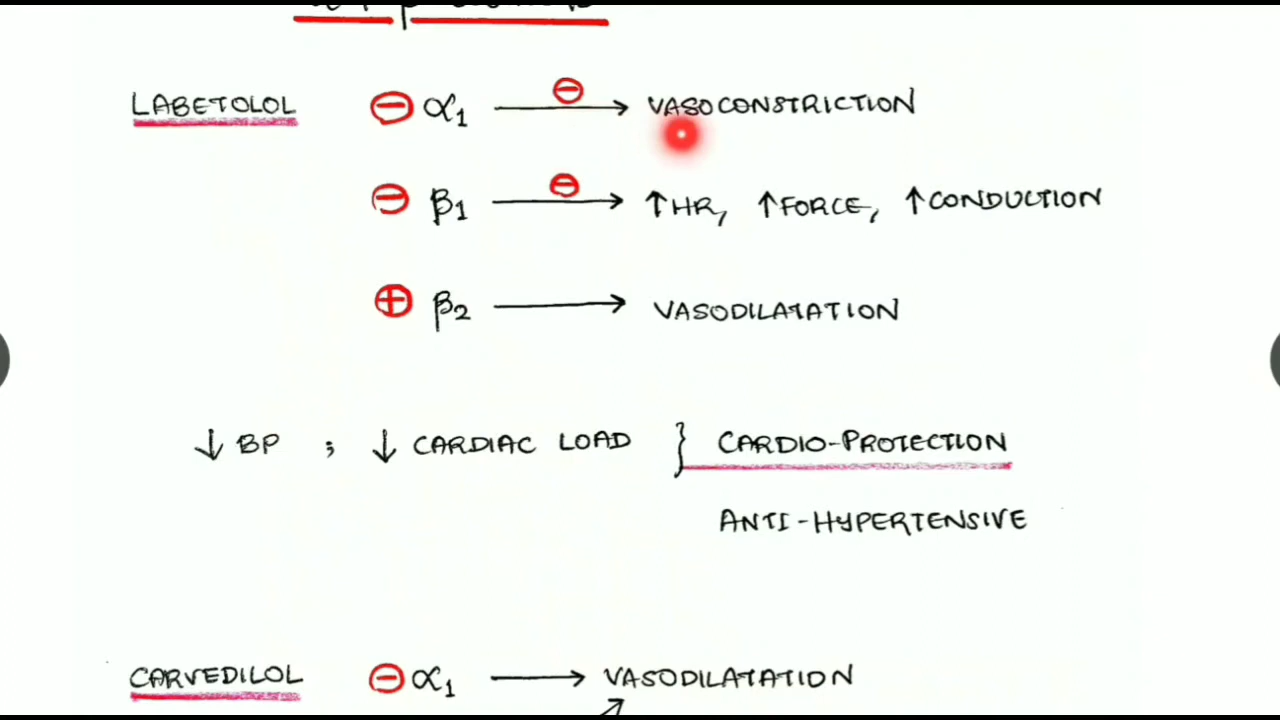 LABETOLOL ⊖ α1 ⊖→ VASOCONSTRICTION
⊖ β1 ⊖→ ↑HR, ↑FORCE, ↑CONDUCTION
⊕ β2 → VASODILATATION
↓ BP ; ↓ CARDIAC LOAD } CARDIO-PROTECTION
ANTI-HYPERTENSIVE
CARVEDILOL ⊖ α1 → VASODILATATION